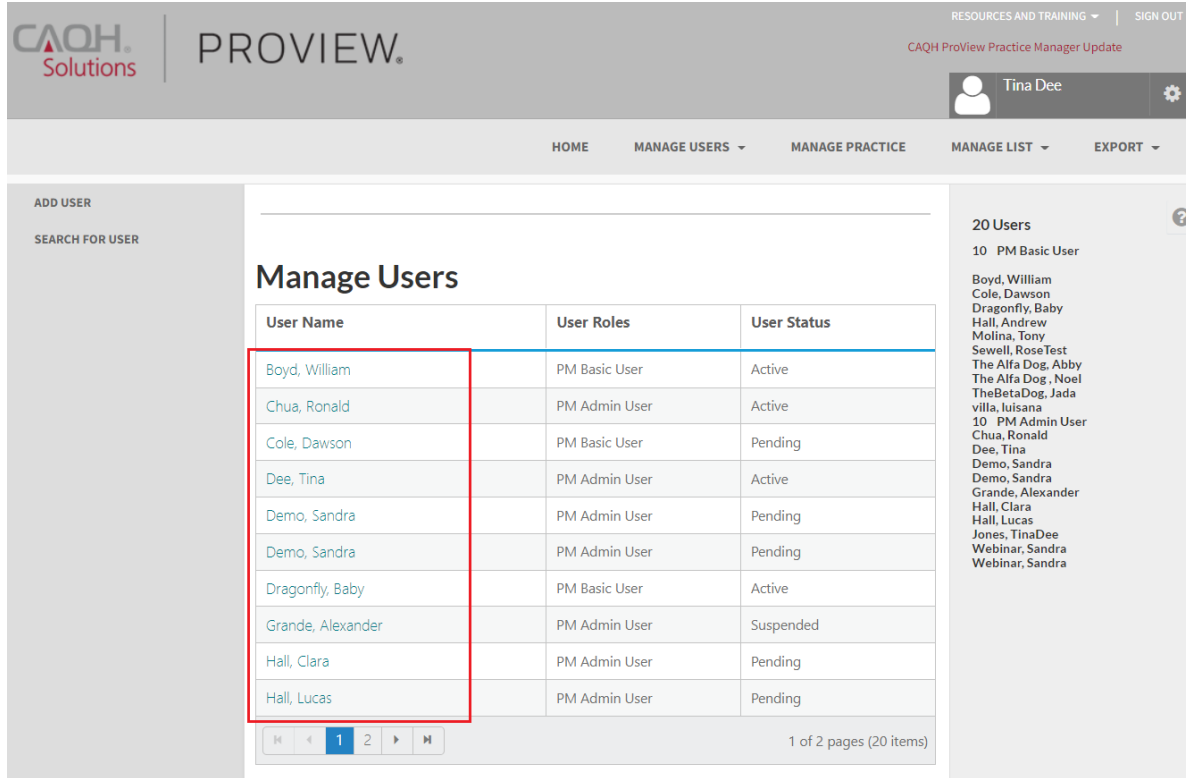 RESOURCES AND TRAINING | SIGN OUT
CAQH. Solutions PROVIEW.
CAQH ProView Practice Manager Update
Tina Dee
HOME MANAGE USERS MANAGE PRACTICE MANAGE LIST EXPORT
ADD USER
SEARCH FOR USER
Manage Users
User Name User Roles User Status
Boyd, William PM Basic User Active
Chua, Ronald PM Admin User Active
Cole, Dawson PM Basic User Pending
Dee, Tina PM Admin User Active
Demo, Sandra PM Admin User Pending
Demo, Sandra PM Admin User Pending
Dragonfly, Baby PM Basic User Active
Grande, Alexander PM Admin User Suspended
Hall, Clara PM Admin User Pending
Hall, Lucas PM Admin User Pending
1 2 1 of 2 pages (20 items)
20 Users
?
10 PM Basic User
Boyd, William
Cole, Dawson
Dragonfly, Baby
Hall, Andrew
Molina, Tony
Sewell, RoseTest
The Alfa Dog, Abby
The Alfa Dog , Noel
TheBetaDog, Jada
villa, luisana
10 PM Admin User
Chua, Ronald
Dee, Tina
Demo, Sandra
Demo, Sandra
Grande, Alexander
Hall, Clara
Hall, Lucas
Jones, TinaDee
Webinar, Sandra
Webinar, Sandra